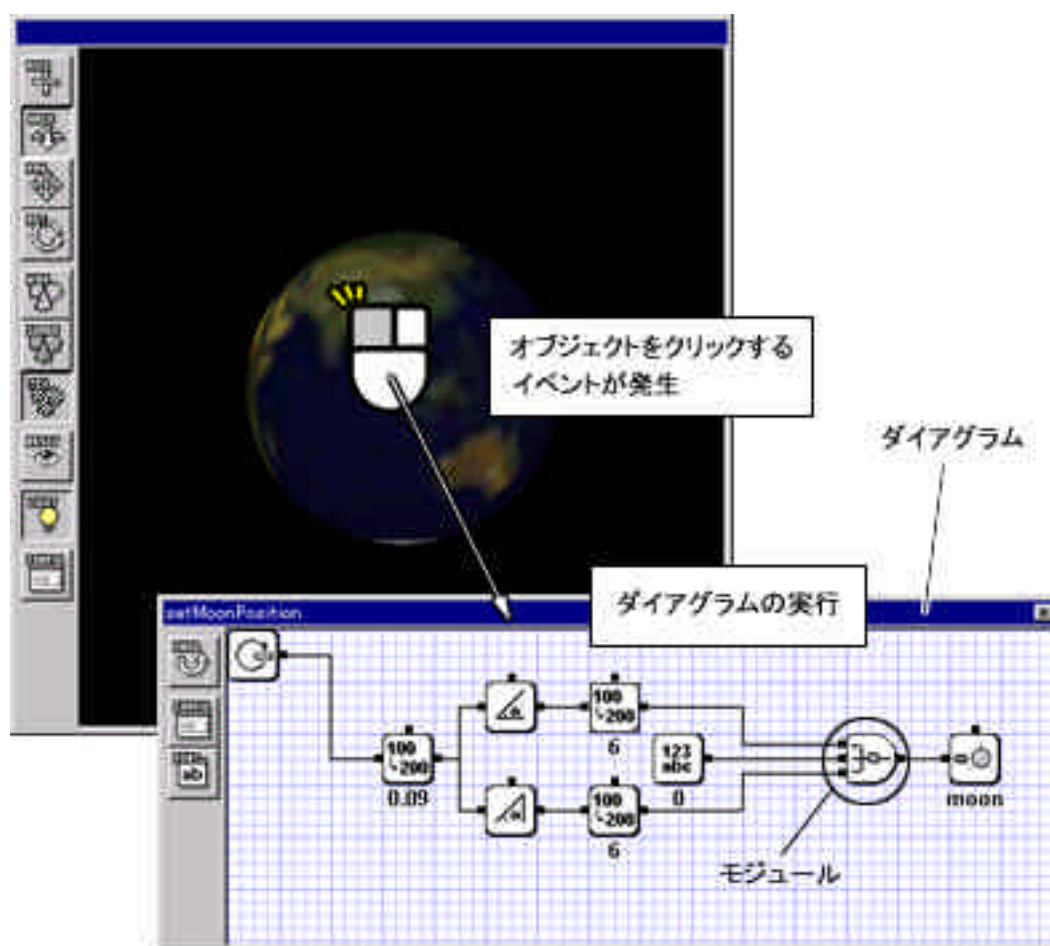 オブジェクトをクリックする
イベントが発生
ダイアグラム
ダイアグラムの実行
setMoonPosition
100
200
6
100
200
0.09
123
abc
0
moon
100
200
6
モジュール
ab